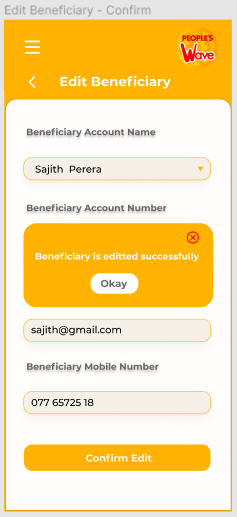 Edit Beneficiary - Confirm
PEOPLE'S
Wave
Edit Beneficiary
Beneficiary Account Name
Sajith Perera
Beneficiary Account Number
Beneficiary is editted successfully
Okay
sajith@gmail.com
Beneficiary Mobile Number
077 65725 18
Confirm Edit